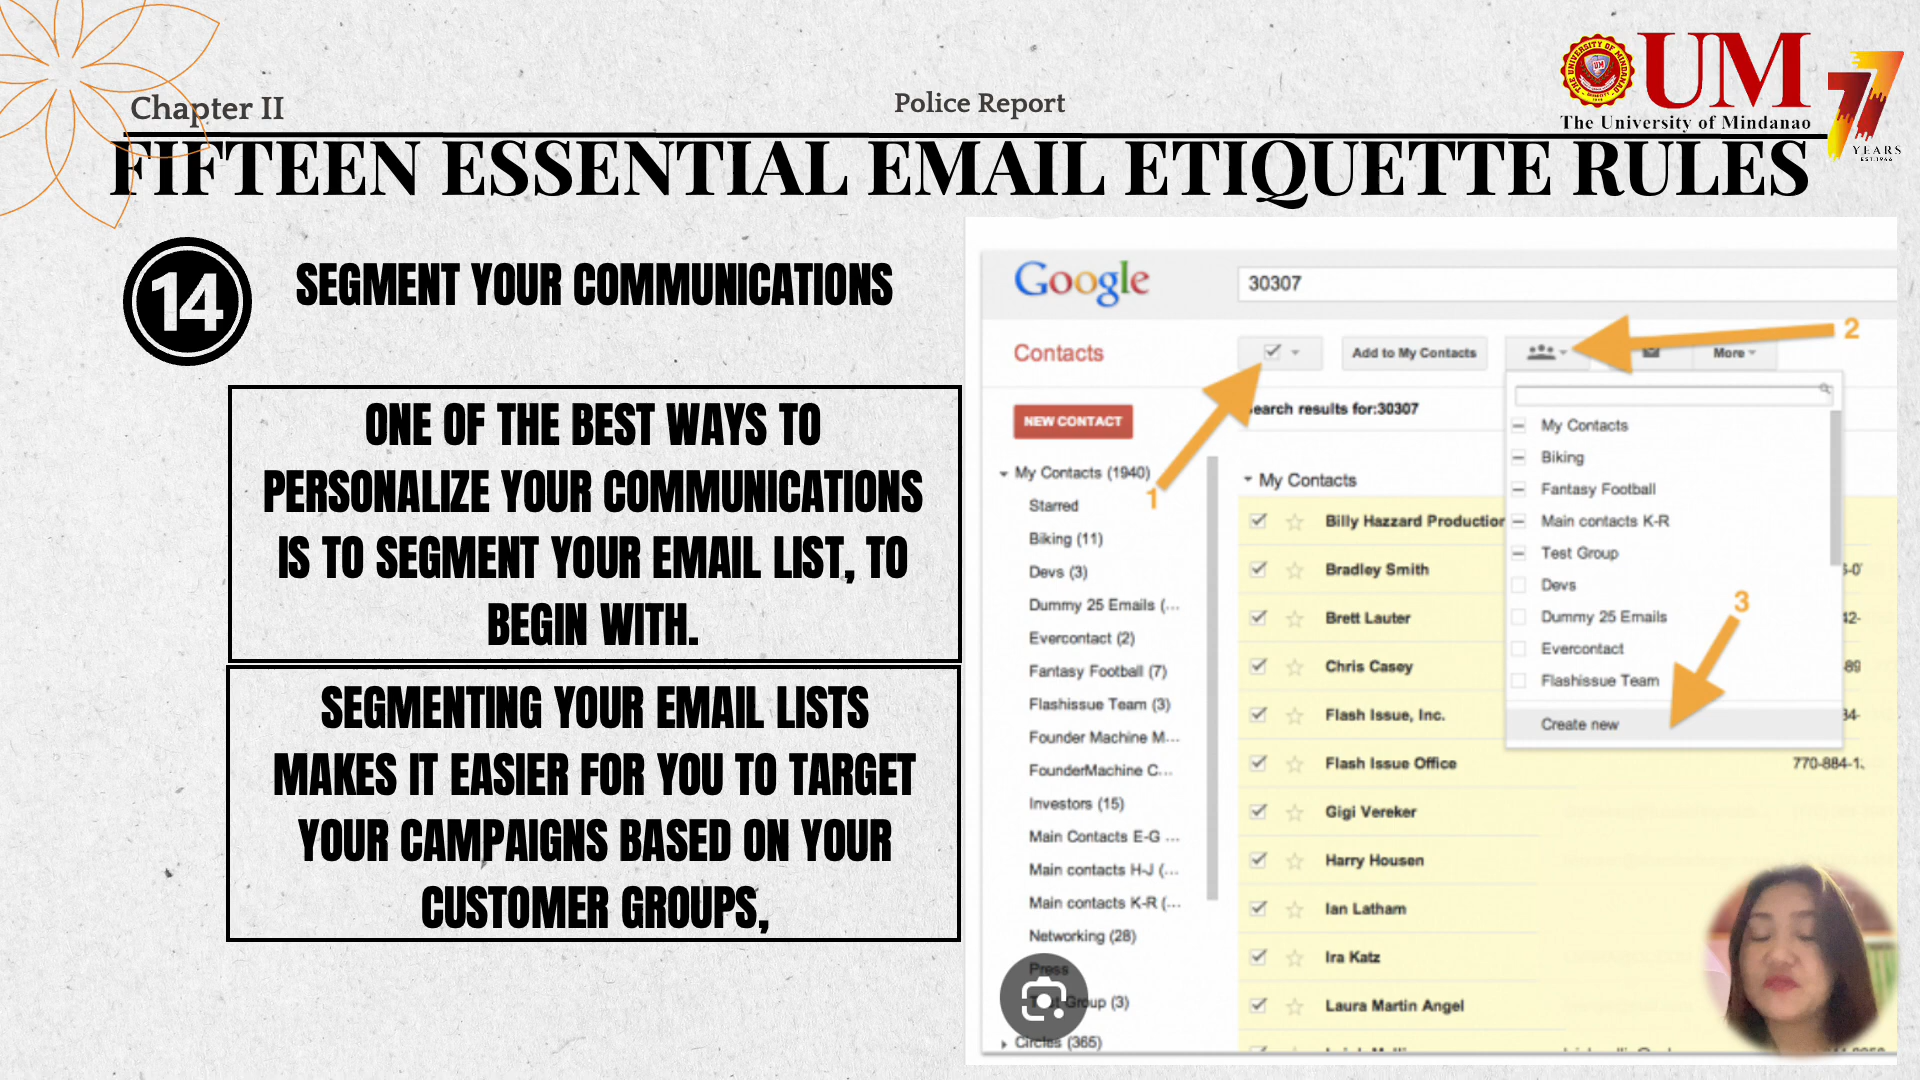 Chapter II
Police Report
UM
The University of Mindanao
77
YEARS
EST.1946
FIFTEEN ESSENTIAL EMAIL ETIQUETTE RULES
14
SEGMENT YOUR COMMUNICATIONS
ONE OF THE BEST WAYS TO
PERSONALIZE YOUR COMMUNICATIONS
IS TO SEGMENT YOUR EMAIL LIST, TO
BEGIN WITH.
SEGMENTING YOUR EMAIL LISTS
MAKES IT EASIER FOR YOU TO TARGET
YOUR CAMPAIGNS BASED ON YOUR
CUSTOMER GROUPS,
Google
30307
Contacts
Add to My Contacts
More
1
2
3
NEW CONTACT
My Contacts (1940)
Starred
Biking (11)
Devs (3)
Dummy 25 Emails (...
Evercontact (2)
Fantasy Football (7)
Flashissue Team (3)
Founder Machine M...
FounderMachine C...
Investors (15)
Main Contacts E-G ...
Main contacts H-J (...
Main contacts K-R (...
Networking (28)
Press
Group (3)
Circles (365)
earch results for:30307
My Contacts
Billy Hazzard Production
Bradley Smith
Brett Lauter
Chris Casey
Flash Issue, Inc.
Flash Issue Office
770-884-1
Gigi Vereker
Harry Housen
Ian Latham
Ira Katz
Laura Martin Angel
My Contacts
Biking
Fantasy Football
Main contacts K-R
Test Group
Devs
Dummy 25 Emails
Evercontact
Flashissue Team
Create new